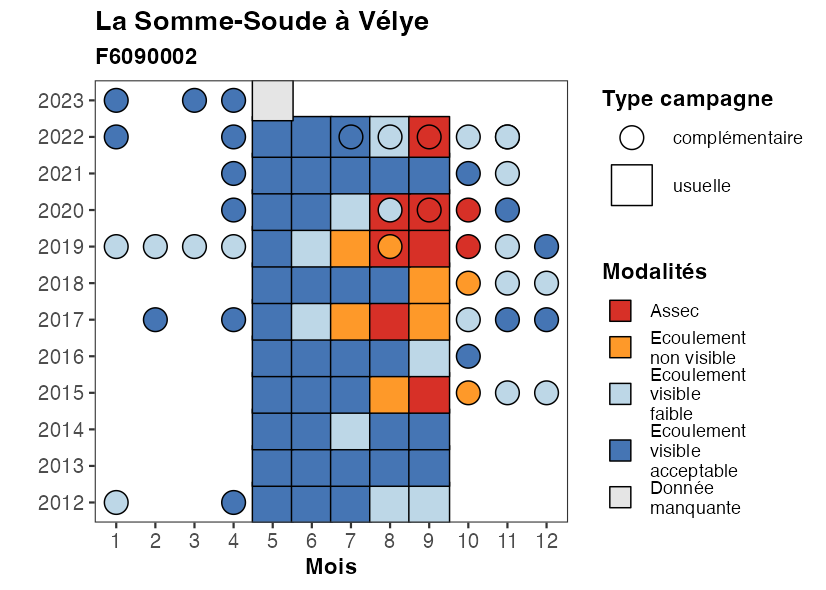 La Somme-Soude à Vélye
F6090002
2023
2022
2021
2020
2019
2018
2017
2016
2015
2014
2013
2012
1 2 3 4 5 6 7 8 9 10 11 12
Mois
Type campagne
complémentaire
usuelle
Modalités
Assec
Ecoulement
non visible
Ecoulement
visible
faible
Ecoulement
visible
acceptable
Donnée
manquante